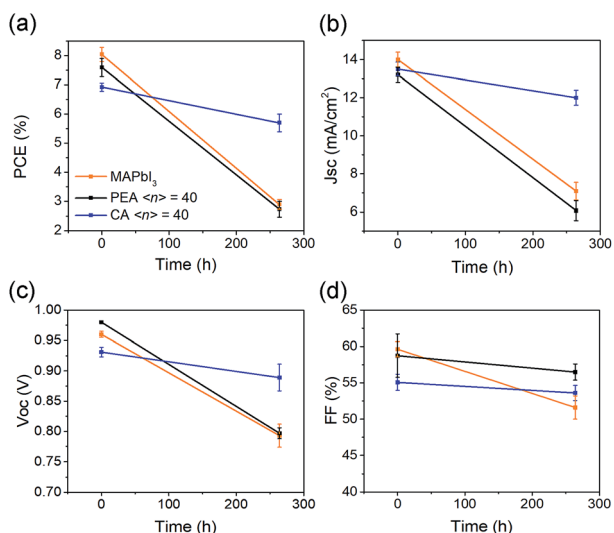 (a)
PCE (%)
9
8
7
6
5
4
3
2
MAPbI3
PEA <n> = 40
CA <n> = 40
0 100 200 300
Time (h)
(b)
Jsc (mA/cm²)
14
12
10
8
6
0 100 200 300
Time (h)
(c)
Voc (V)
1.00
0.95
0.90
0.85
0.80
0.75
0.70
0 100 200 300
Time (h)
(d)
FF (%)
65
60
55
50
45
40
0 100 200 300
Time (h)